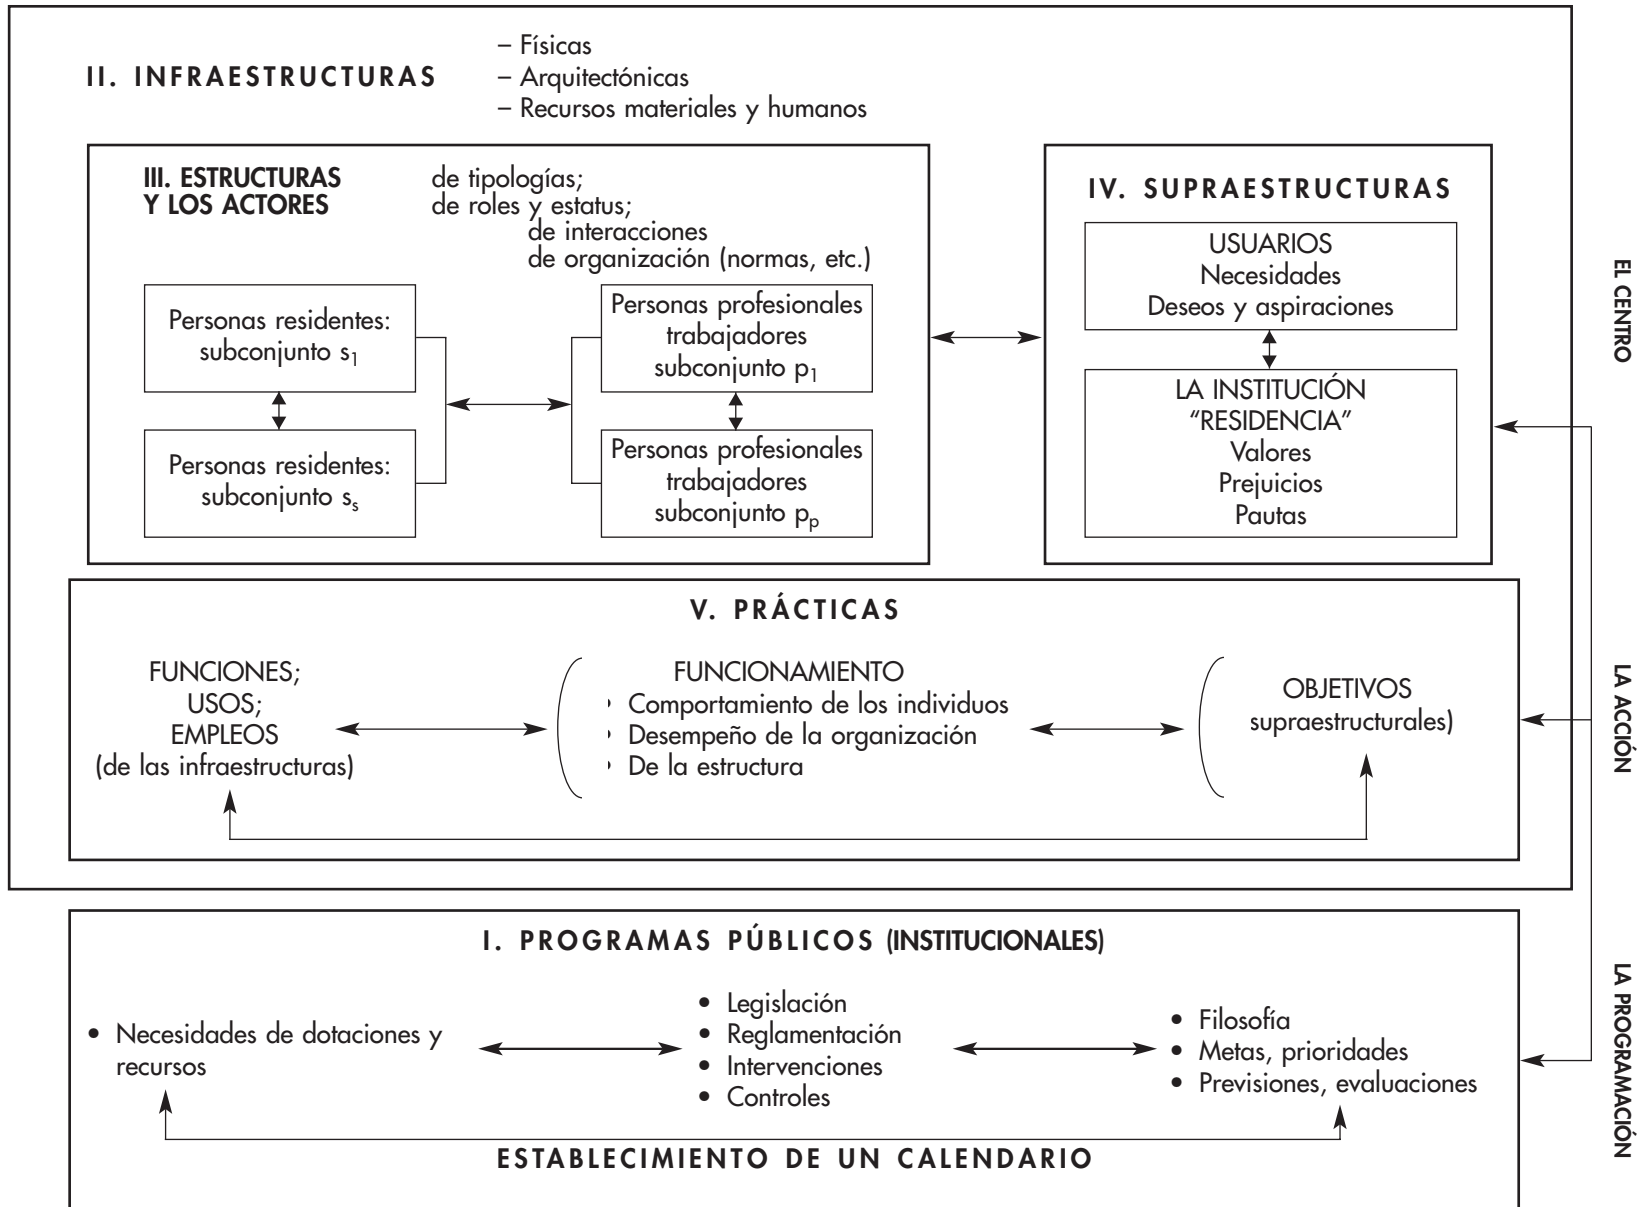 II. INFRAESTRUCTURAS
– Físicas
– Arquitectónicas
– Recursos materiales y humanos
III. ESTRUCTURAS
Y LOS ACTORES
de tipologías;
de roles y estatus;
de interacciones
de organización (normas, etc.)
Personas residentes:
subconjunto s1
Personas residentes:
subconjunto ss
Personas profesionales
trabajadores
subconjunto p1
Personas profesionales
trabajadores
subconjunto pp
IV. SUPRAESTRUCTURAS
USUARIOS
Necesidades
Deseos y aspiraciones
LA INSTITUCIÓN
“RESIDENCIA”
Valores
Prejuicios
Pautas
EL CENTRO
V. PRÁCTICAS
FUNCIONES;
USOS;
EMPLEOS
(de las infraestructuras)
FUNCIONAMIENTO
• Comportamiento de los individuos
• Desempeño de la organización
• De la estructura
OBJETIVOS
supraestructurales)
LA ACCIÓN
I. PROGRAMAS PÚBLICOS (INSTITUCIONALES)
• Necesidades de dotaciones y
recursos
• Legislación
• Reglamentación
• Intervenciones
• Controles
• Filosofía
• Metas, prioridades
• Previsiones, evaluaciones
ESTABLECIMIENTO DE UN CALENDARIO
LA PROGRAMACIÓN